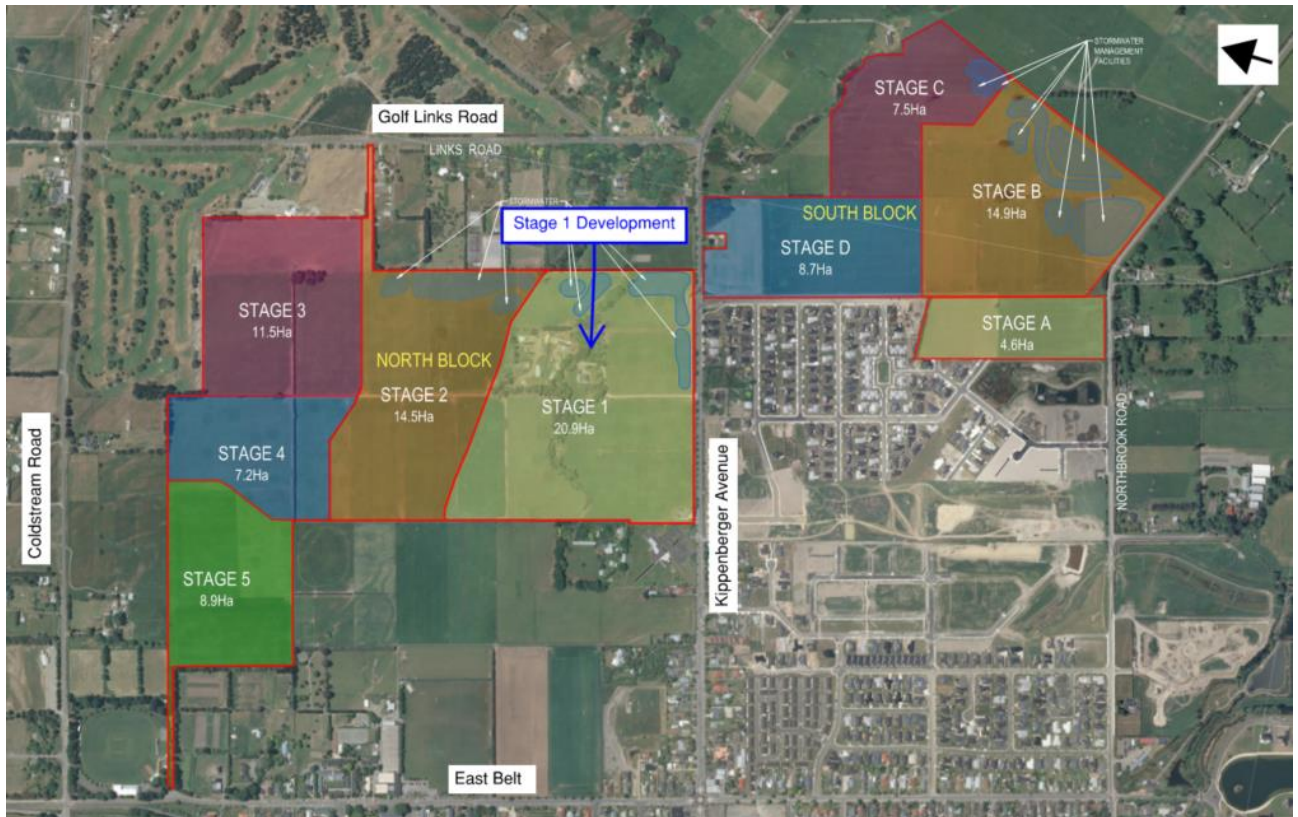 STORMWATER
MANAGEMENT
FACILITIES
STAGE C
7.5Ha
Golf Links Road
LINKS ROAD
STAGE B
14.9Ha
STORMWATER
Stage 1 Development
SOUTH BLOCK
STAGE D
8.7Ha
STAGE 3
11.5Ha
STAGE A
4.6Ha
NORTH BLOCK
STAGE 2
14.5Ha
STAGE 1
20.9Ha
STAGE 4
7.2Ha
Coldstream Road
Kippenberger Avenue
NORTHBROOK ROAD
STAGE 5
8.9Ha
East Belt